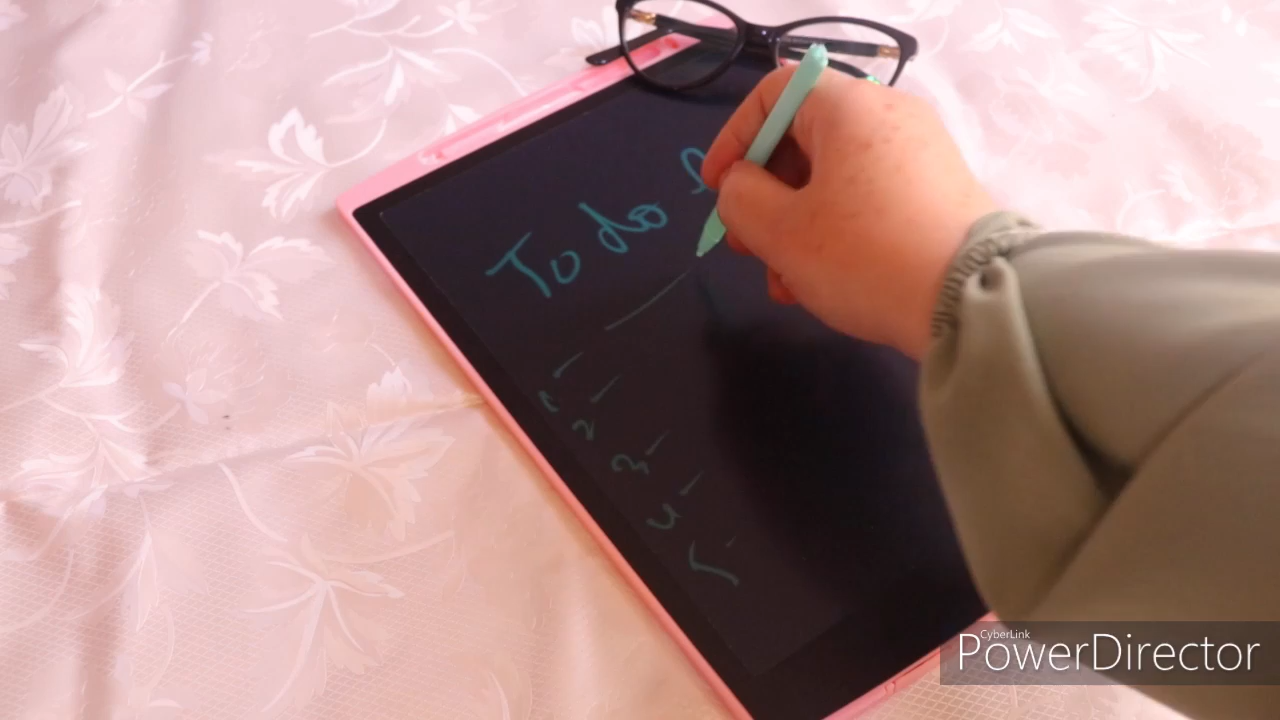 To do
1-
2-
3-
4-
5-
CyberLink
PowerDirector